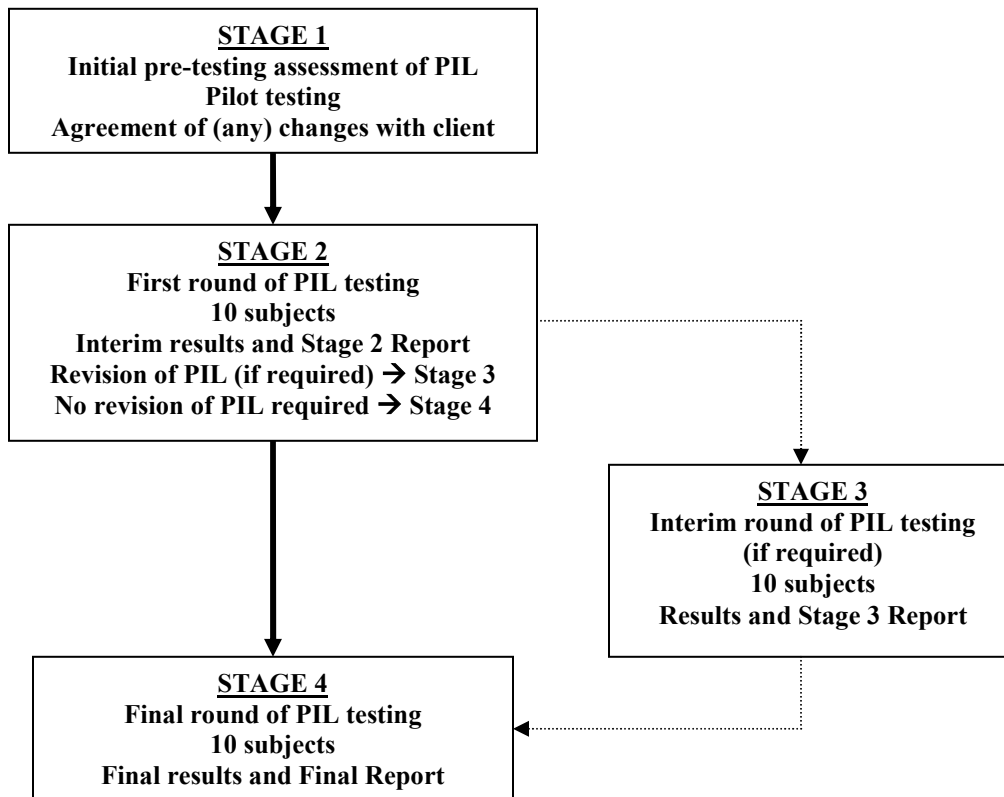 STAGE 1
Initial pre-testing assessment of PIL
Pilot testing
Agreement of (any) changes with client
STAGE 2
First round of PIL testing
10 subjects
Interim results and Stage 2 Report
Revision of PIL (if required) → Stage 3
No revision of PIL required → Stage 4
STAGE 3
Interim round of PIL testing
(if required)
10 subjects
Results and Stage 3 Report
STAGE 4
Final round of PIL testing
10 subjects
Final results and Final Report